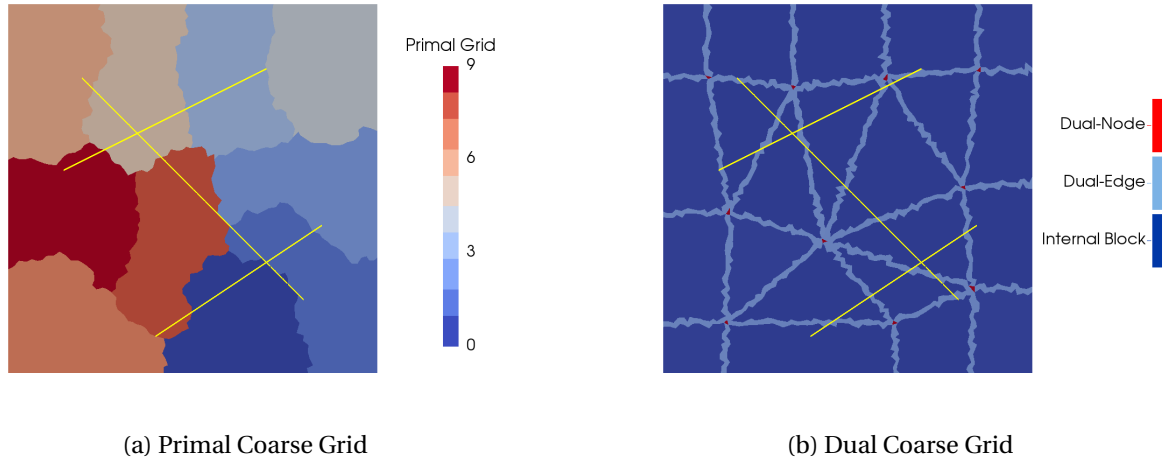 Primal Grid
9
6
3
0
Dual-Node
Dual-Edge
Internal Block
(a) Primal Coarse Grid
(b) Dual Coarse Grid